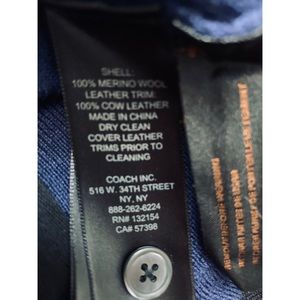 SHELL:
100% MERINO WOOL
LEATHER TRIM:
100% COW LEATHER
MADE IN CHINA
DRY CLEAN
COVER LEATHER
TRIMS PRIOR TO
CLEANING
COACH INC.
516 W. 34TH STREET
NY, NY
888-262-6224
RN# 132154
CA# 57398